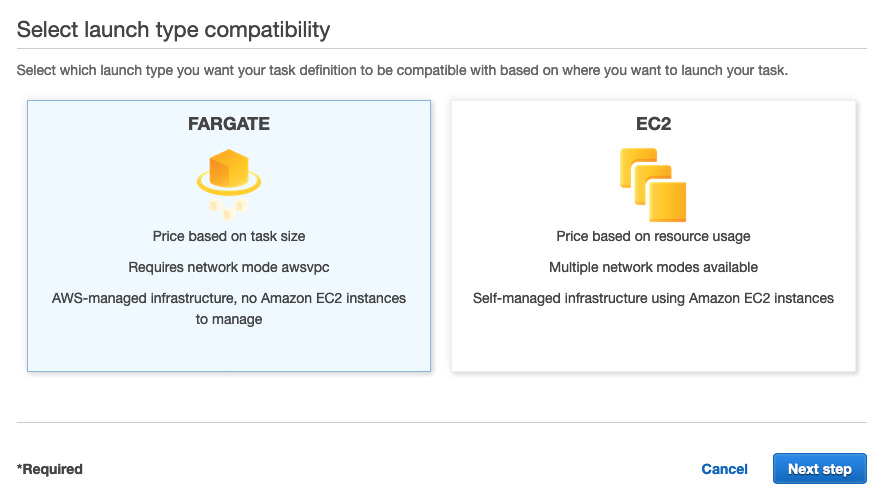 Select launch type compatibility
Select which launch type you want your task definition to be compatible with based on where you want to launch your task.
FARGATE
Price based on task size
Requires network mode awsvpc
AWS-managed infrastructure, no Amazon EC2 instances
to manage
EC2
Price based on resource usage
Multiple network modes available
Self-managed infrastructure using Amazon EC2 instances
*Required
Cancel
Next step